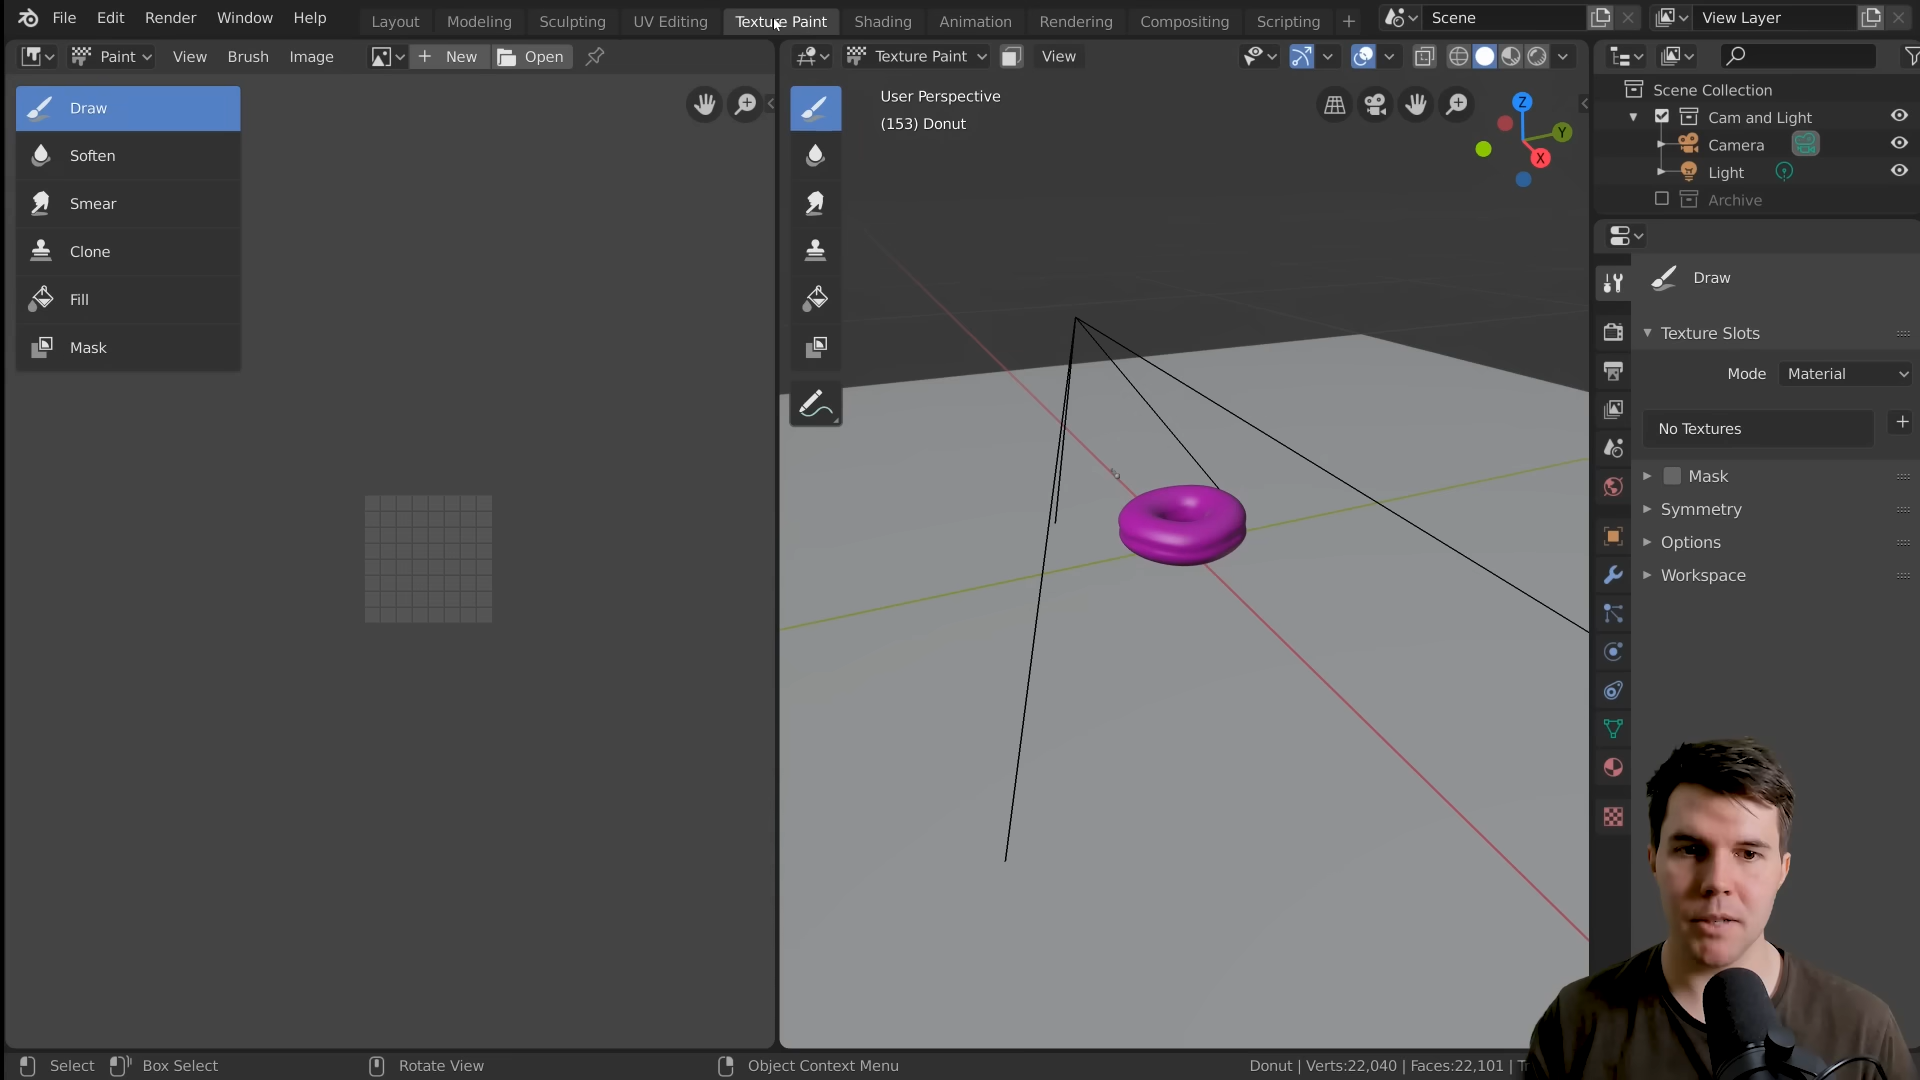 File Edit Render Window Help Layout Modeling Sculpting UV Editing Texture Paint Shading Animation Rendering Compositing Scripting + Scene View Layer
Paint View Brush Image + New Open
Draw
Soften
Smear
Clone
Fill
Mask
Texture Paint View
User Perspective
(153) Donut
Z
Y
X
Scene Collection
Cam and Light
Camera
Light
Archive
Draw
Texture Slots
Mode Material
No Textures +
Mask
Symmetry
Options
Workspace
Select Box Select Rotate View Object Context Menu Donut | Verts:22,040 | Faces:22,101 |